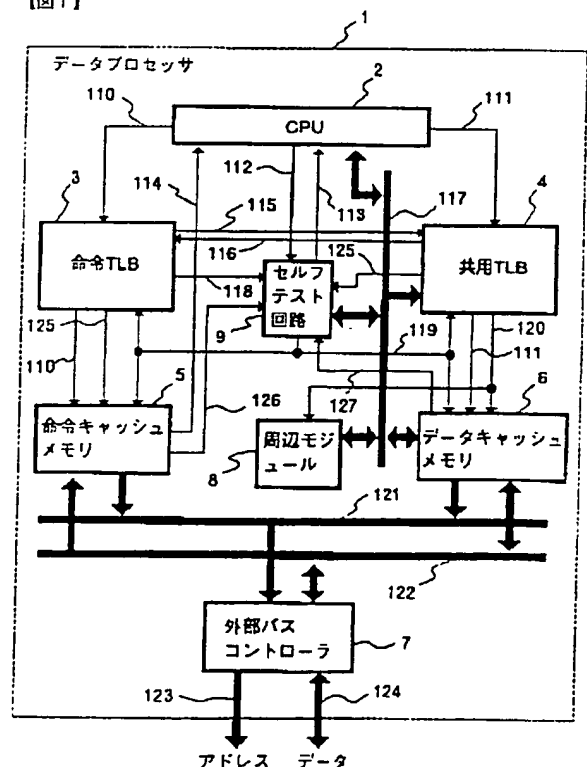 【図1】
1
データプロセッサ
2
110
CPU
111
112
114
113
3
115
117
4
116
125
命令TLB
118
セルフ
テスト
回路
共用TLB
9
125
110
119
120
111
5
126
127
6
命令キャッシュ
メモリ
周辺モジ
ュール
データキャッシュ
メモリ
8
121
122
外部バス
コントローラ
7
123
124
アドレス
データ